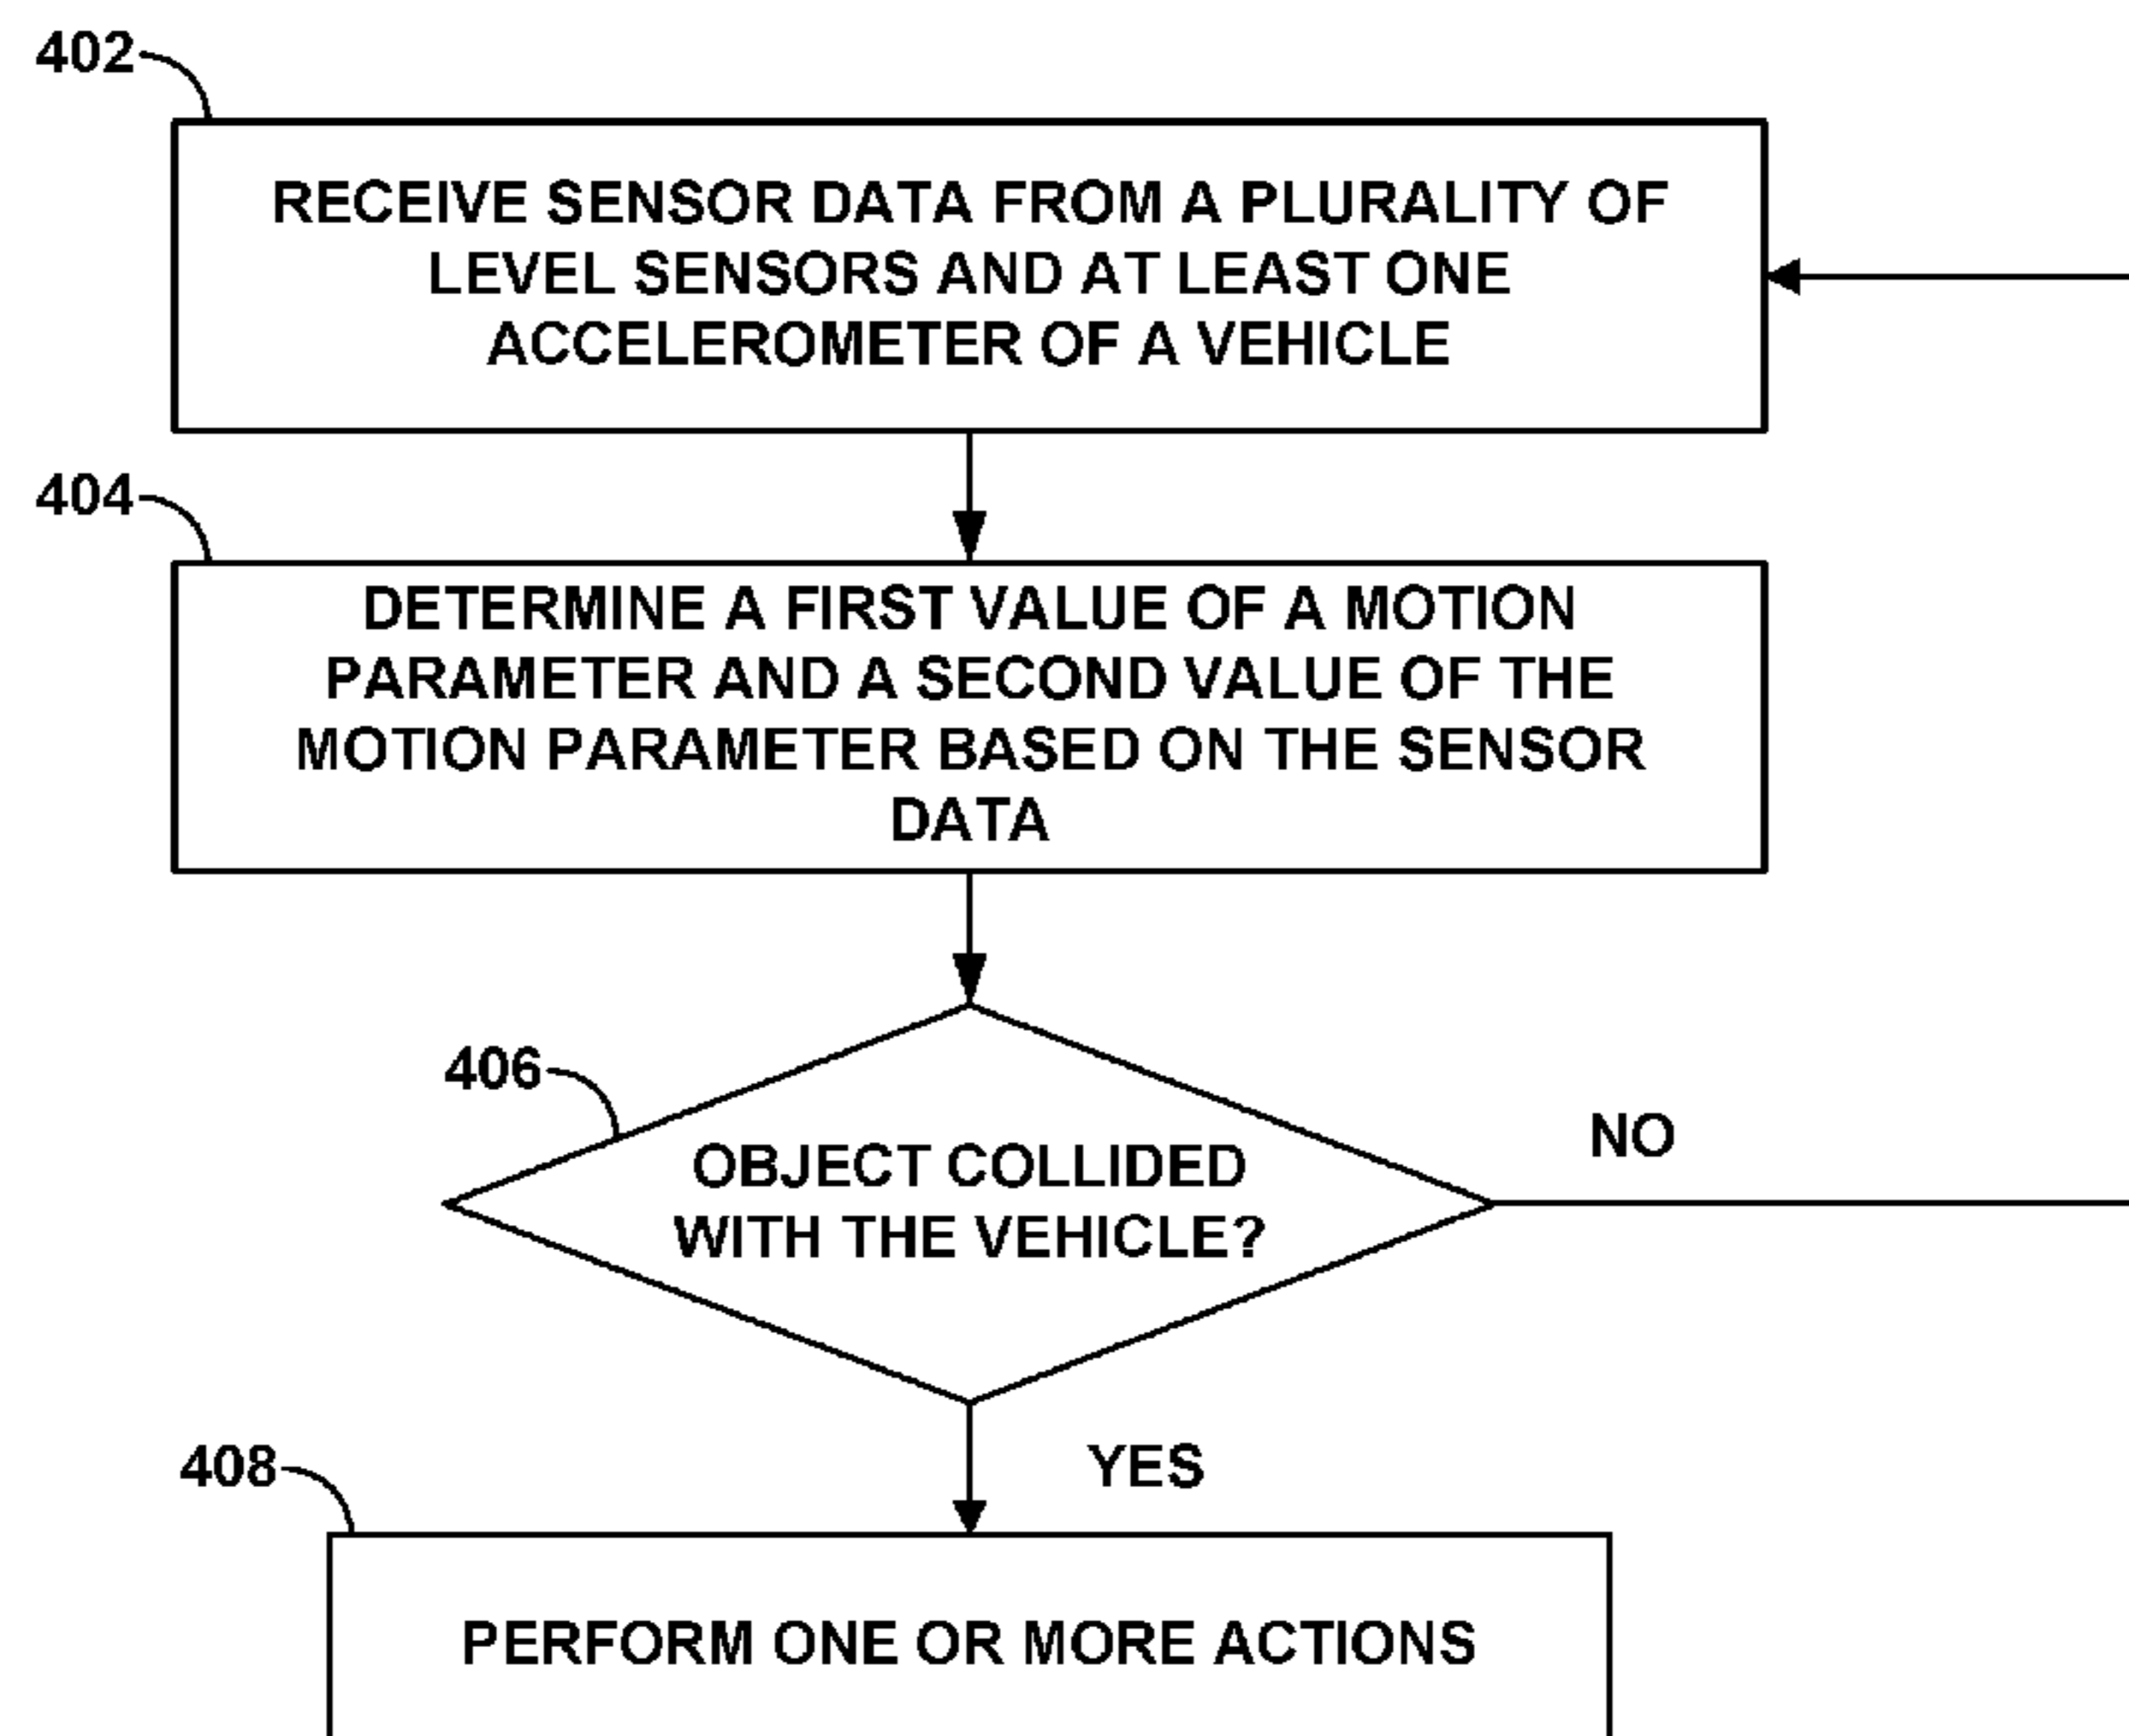 402
RECEIVE SENSOR DATA FROM A PLURALITY OF
LEVEL SENSORS AND AT LEAST ONE
ACCELEROMETER OF A VEHICLE
404
DETERMINE A FIRST VALUE OF A MOTION
PARAMETER AND A SECOND VALUE OF THE
MOTION PARAMETER BASED ON THE SENSOR
DATA
406
OBJECT COLLIDED
WITH THE VEHICLE?
NO
YES
408
PERFORM ONE OR MORE ACTIONS